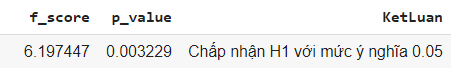 f_score p_value KetLuan
6.197447 0.003229 Chấp nhận H1 với mức ý nghĩa 0.05